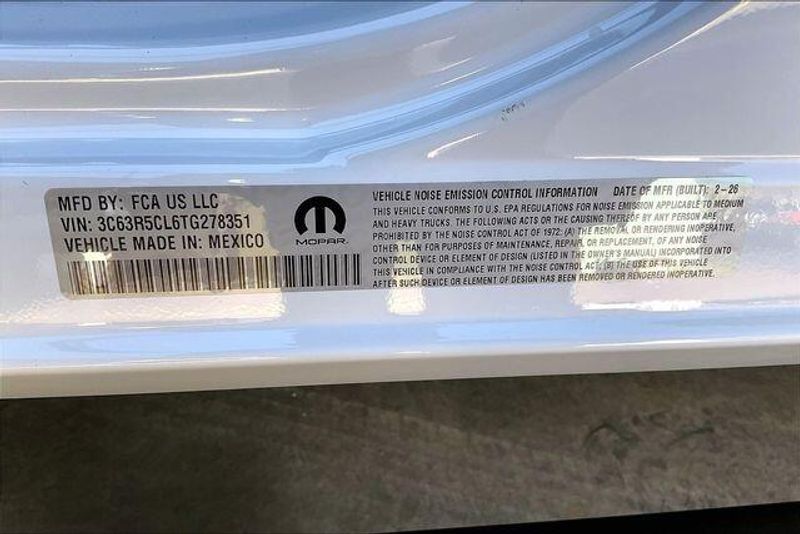 MFD BY: FCA US LLC
VIN: 3C63R5CL6TG278351
VEHICLE MADE IN: MEXICO
MOPAR.
VEHICLE NOISE EMISSION CONTROL INFORMATION DATE OF MFR (BUILT): 2-26
THIS VEHICLE CONFORMS TO U.S. EPA REGULATIONS FOR NOISE EMISSION APPLICABLE TO MEDIUM
AND HEAVY TRUCKS. THE FOLLOWING ACTS OR CAUSING THEREOF BY ANY PERSON ARE
PROHIBITED BY THE NOISE CONTROL ACT OF 1972: (A) THE REMOVAL OR RENDERING INOPERATIVE,
OTHER THAN FOR PURPOSES OF MAINTENANCE, REPAIR, OR REPLACEMENT, OF ANY NOISE
CONTROL DEVICE OR ELEMENT OF DESIGN (LISTED IN THE OWNER'S MANUAL) INCORPORATED INTO
THIS VEHICLE IN COMPLIANCE WITH THE NOISE CONTROL ACT; (B) THE USE OF THIS VEHICLE
AFTER SUCH DEVICE OR ELEMENT OF DESIGN HAS BEEN REMOVED OR RENDERED INOPERATIVE.